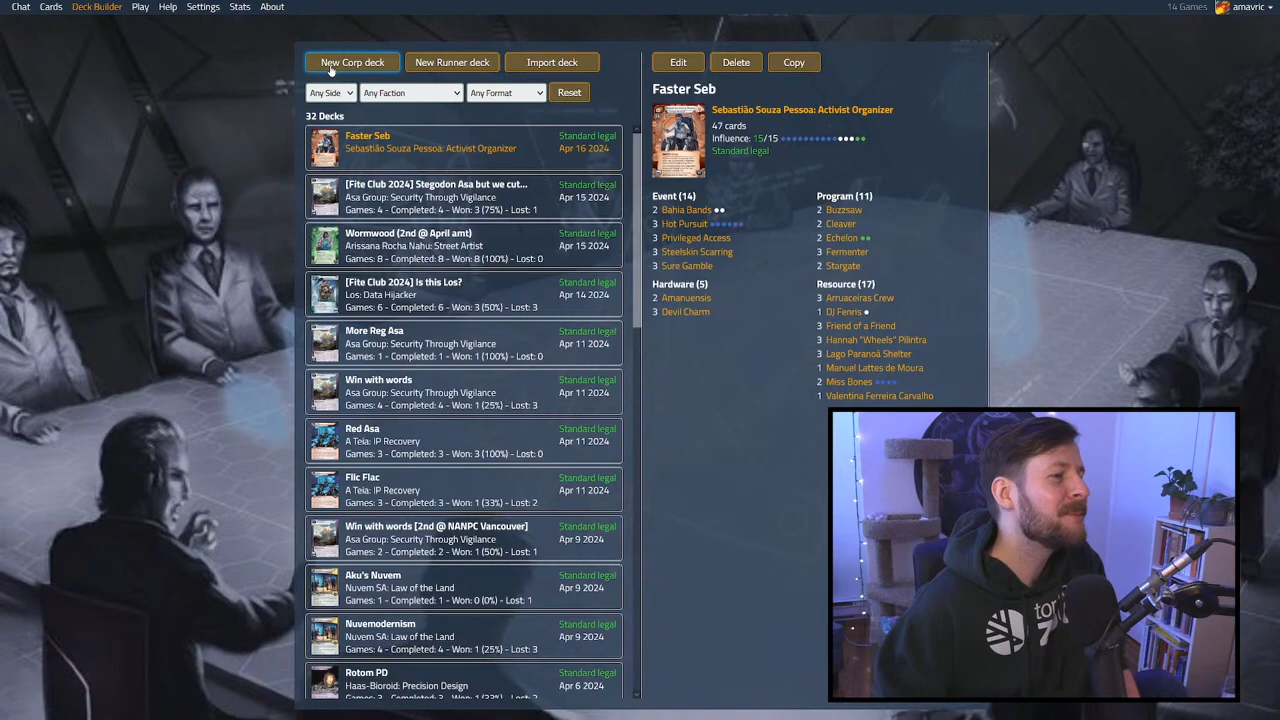 Chat Cards Deck Builder Play Help Settings Stats About
14 Games amavric
New Corp deck New Runner deck Import deck
Any Side Any Faction Any Format Reset
32 Decks
Faster Seb Standard legal
Sebastião Souza Pessoa: Activist Organizer Apr 16 2024
[Fite Club 2024] Stegodon Asa but we cut... Standard legal
Asa Group: Security Through Vigilance Apr 15 2024
Games: 4 - Completed: 4 - Won: 3 (75%) - Lost: 1
Wormwood (2nd @ April amt) Standard legal
Arissana Rocha Nahu: Street Artist Apr 15 2024
Games: 8 - Completed: 8 - Won: 8 (100%) - Lost: 0
[Fite Club 2024] Is this Los? Standard legal
Los: Data Hijacker Apr 14 2024
Games: 6 - Completed: 6 - Won: 3 (50%) - Lost: 3
More Reg Asa Standard legal
Asa Group: Security Through Vigilance Apr 11 2024
Games: 1 - Completed: 1 - Won: 1 (100%) - Lost: 0
Win with words Standard legal
Asa Group: Security Through Vigilance Apr 11 2024
Games: 4 - Completed: 4 - Won: 1 (25%) - Lost: 3
Red Asa Standard legal
A Teia: IP Recovery Apr 11 2024
Games: 3 - Completed: 3 - Won: 3 (100%) - Lost: 0
Flic Flac Standard legal
A Teia: IP Recovery Apr 11 2024
Games: 3 - Completed: 3 - Won: 1 (33%) - Lost: 2
Win with words [2nd @ NANPC Vancouver] Standard legal
Asa Group: Security Through Vigilance Apr 9 2024
Games: 2 - Completed: 2 - Won: 1 (50%) - Lost: 1
Aku's Nuvem Standard legal
Nuvem SA: Law of the Land Apr 9 2024
Games: 1 - Completed: 1 - Won: 0 (0%) - Lost: 1
Nuvemodernism Standard legal
Nuvem SA: Law of the Land Apr 9 2024
Games: 4 - Completed: 4 - Won: 1 (25%) - Lost: 3
Rotom PD Standard legal
Haas-Bioroid: Precision Design Apr 6 2024
Games: 3 - Completed: 3 - Won: 1 (33%) - Lost: 2
Edit Delete Copy
Faster Seb
Sebastião Souza Pessoa: Activist Organizer
47 cards
Influence: 15/15
Standard legal
Event (14)
2 Bahia Bands
3 Hot Pursuit
3 Privileged Access
3 Steelskin Scarring
3 Sure Gamble
Hardware (5)
2 Amanuensis
3 Devil Charm
Program (11)
2 Buzzsaw
2 Cleaver
2 Echelon
3 Fermenter
2 Stargate
Resource (17)
3 Arruaceiras Crew
1 DJ Fenris
3 Friend of a Friend
3 Hannah "Wheels" Pilintra
3 Lago Paranoá Shelter
1 Manuel Lattes de Moura
2 Miss Bones
1 Valentina Ferreira Carvalho